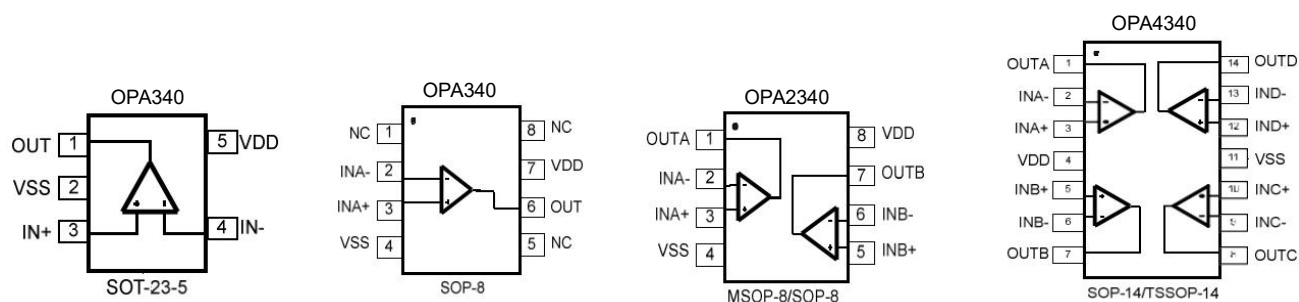 OPA340
OUT 1
VSS 2
IN+ 3
5 VDD
4 IN-
SOT-23-5
OPA340
NC 1
INA- 2
INA+ 3
VSS 4
8 NC
7 VDD
6 OUT
5 NC
SOP-8
OPA2340
OUTA 1
INA- 2
INA+ 3
VSS 4
8 VDD
7 OUTB
6 INB-
5 INB+
MSOP-8/SOP-8
OPA4340
OUTA 1
INA- 2
INA+ 3
VDD 4
INB+ 5
INB- 6
OUTB 7
14 OUTD
13 IND-
12 IND+
11 VSS
10 INC+
INC-
OUTC
SOP-14/TSSOP-14